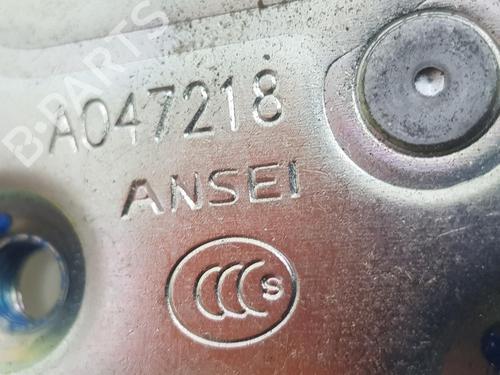 B-PARTS
A047218
ANSEI
CCC S